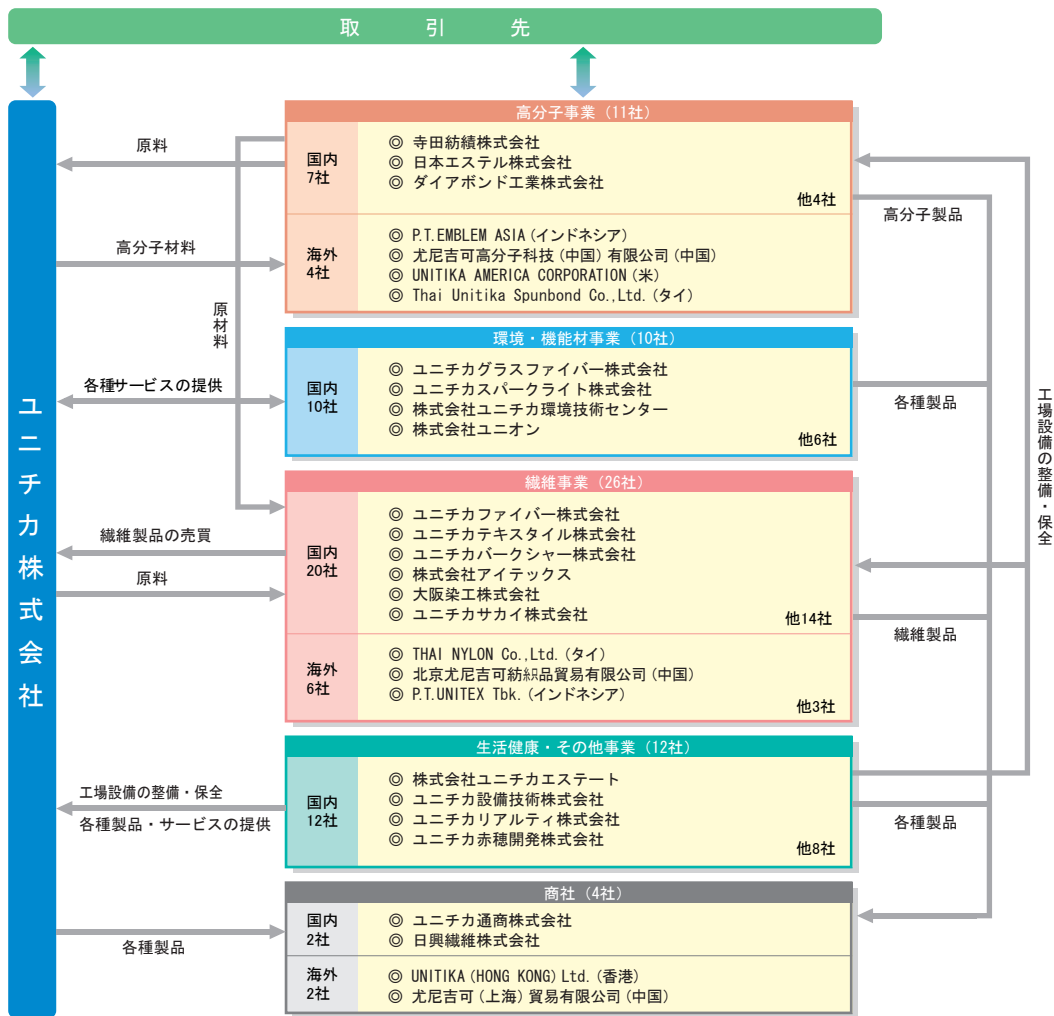 取引先
ユニチカ株式会社
高分子事業（11社）
国内
7社
◎ 寺田紡績株式会社
◎ 日本エステル株式会社
◎ ダイアボンド工業株式会社
他4社
海外
4社
◎ P.T.EMBLEM ASIA（インドネシア）
◎ 尤尼吉可高分子科技（中国）有限公司（中国）
◎ UNITIKA AMERICA CORPORATION（米）
◎ Thai Unitika Spunbond Co.,Ltd.（タイ）
原料
高分子材料
原材料
高分子製品
環境・機能材事業（10社）
国内
10社
◎ ユニチカグラスファイバー株式会社
◎ ユニチカスパークライト株式会社
◎ 株式会社ユニチカ環境技術センター
◎ 株式会社ユニオン
他6社
各種サービスの提供
各種製品
工場設備の整備・保全
繊維事業（26社）
国内
20社
◎ ユニチカファイバー株式会社
◎ ユニチカテキスタイル株式会社
◎ ユニチカバークシャー株式会社
◎ 株式会社アイテックス
◎ 大阪染工株式会社
◎ ユニチカサカイ株式会社
他14社
海外
6社
◎ THAI NYLON Co.,Ltd.（タイ）
◎ 北京尤尼吉可紡織品貿易有限公司（中国）
◎ P.T.UNITEX Tbk.（インドネシア）
他3社
繊維製品の売買
原料
繊維製品
生活健康・その他事業（12社）
国内
12社
◎ 株式会社ユニチカエステート
◎ ユニチカ設備技術株式会社
◎ ユニチカリアルティ株式会社
◎ ユニチカ赤穂開発株式会社
他8社
工場設備の整備・保全
各種製品・サービスの提供
各種製品
商社（4社）
国内
2社
◎ ユニチカ通商株式会社
◎ 日興繊維株式会社
海外
2社
◎ UNITIKA（HONG KONG）Ltd.（香港）
◎ 尤尼吉可（上海）貿易有限公司（中国）
各種製品